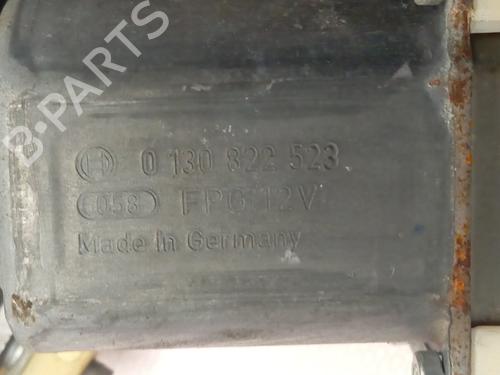 B-PARTS
0 130 822 523
058 FPG 12V
Made in Germany